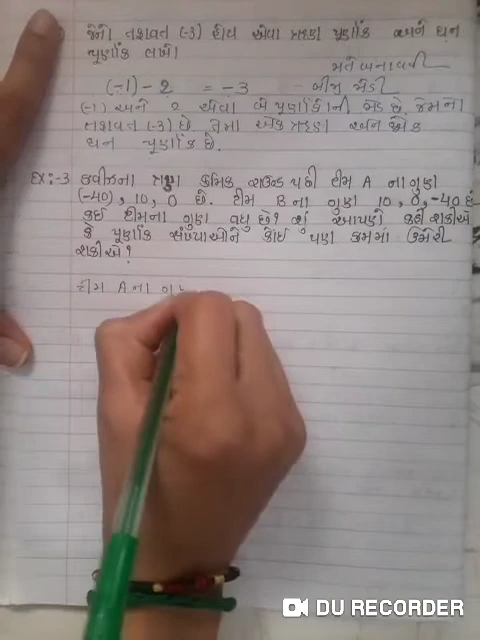 જેનો તફાવત (-3) હોય એવા ઋણ પૂર્ણાંક અને ધન
પૂર્ણાંક લખો.
(-1) - 2 = -3 - બીજી જોડી
(-1) અને 2 એવા બે પૂર્ણાંકોની જોડ છે, જેમનો
તફાવત (-3) છે તેમાં એક ઋણ અને એક
ધન પૂર્ણાંક છે.
Ex:-3 ક્વીઝના ત્રણ ક્રમિક રાઉન્ડ પછી ટીમ A ના ગુણ
(-40), 10, 0 છે. ટીમ B ના ગુણ 10, 0, -40 છે
કઈ ટીમના ગુણ વધુ છે? શું આપણે કહી શકીએ
કે પૂર્ણાંક સંખ્યાઓને કોઈ પણ ક્રમમાં ઉમેરી
શકીએ?
ટીમ A ના ગુ
DU RECORDER